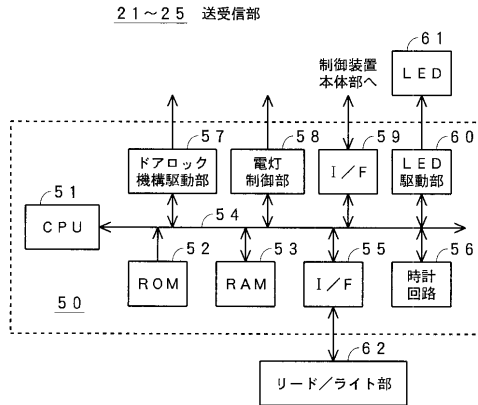 21～25 送受信部
61
LED
制御装置
本体部へ
57
ドアロック
機構駆動部
58
電灯
制御部
59
I/F
60
LED
駆動部
51
CPU
54
52
ROM
53
RAM
55
I/F
56
時計
回路
50
62
リード/ライト部